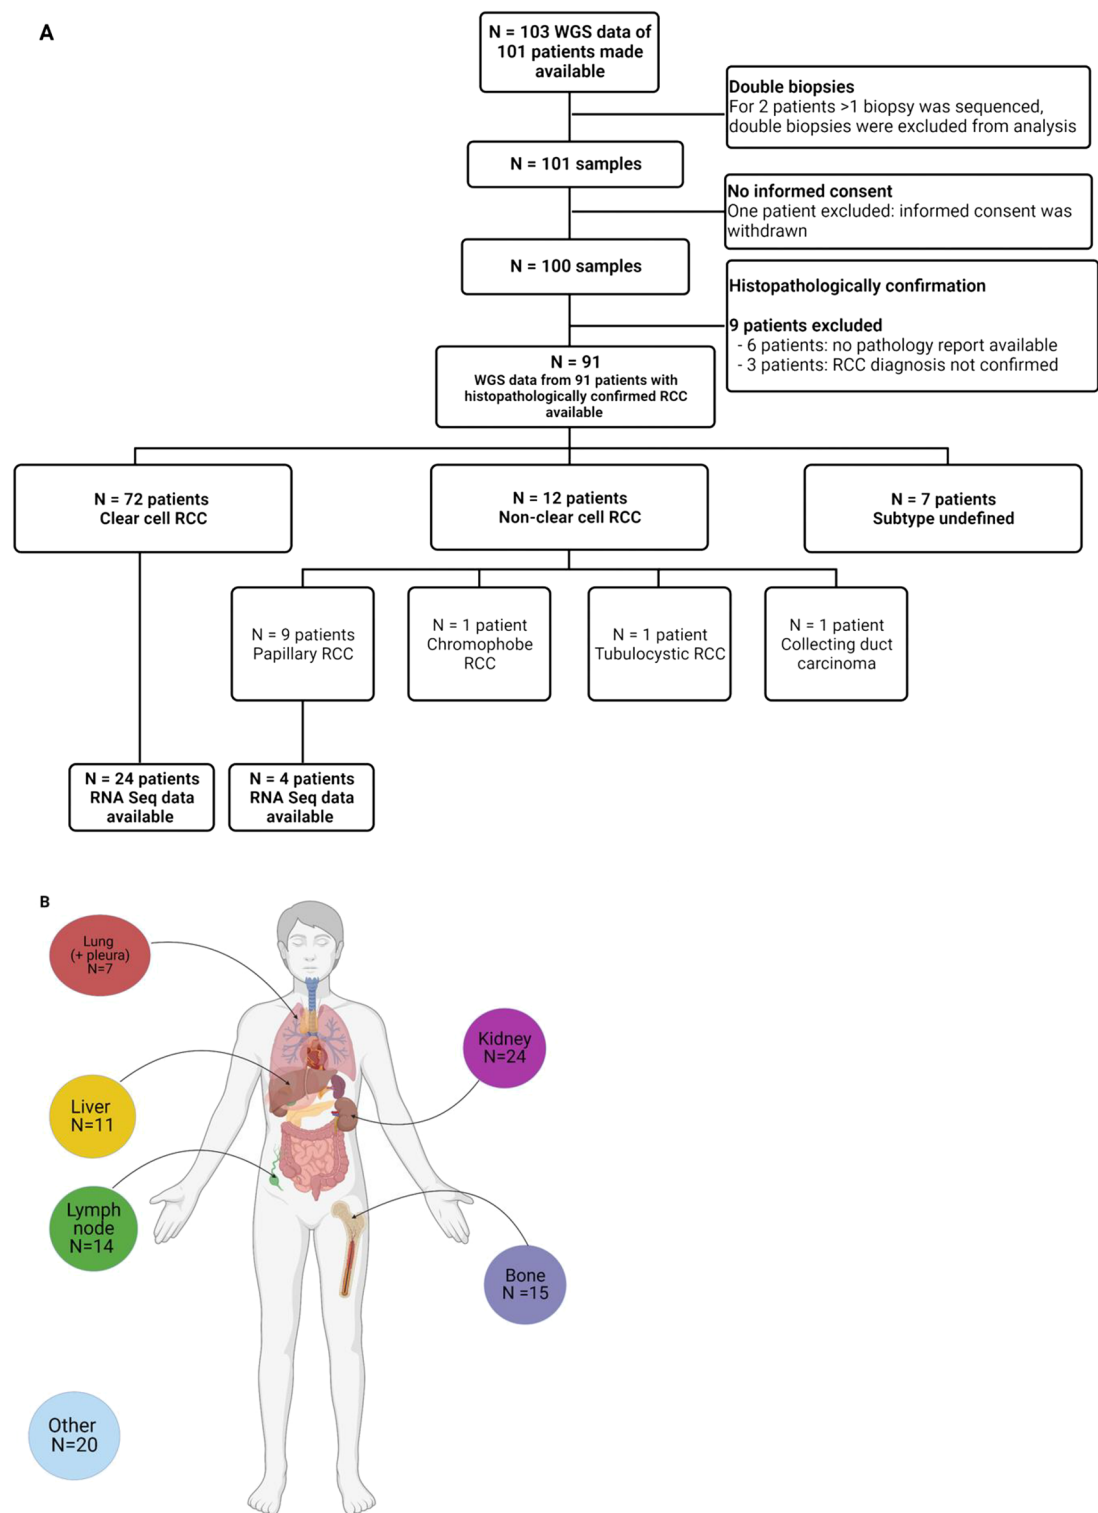 A
N = 103 WGS data of
101 patients made
available
Double biopsies
For 2 patients >1 biopsy was sequenced,
double biopsies were excluded from analysis
N = 101 samples
No informed consent
One patient excluded: informed consent was
withdrawn
N = 100 samples
Histopathologically confirmation
9 patients excluded
- 6 patients: no pathology report available
- 3 patients: RCC diagnosis not confirmed
N = 91
WGS data from 91 patients with
histopathologically confirmed RCC
available
N = 72 patients
Clear cell RCC
N = 12 patients
Non-clear cell RCC
N = 7 patients
Subtype undefined
N = 9 patients
Papillary RCC
N = 1 patient
Chromophobe
RCC
N = 1 patient
Tubulocystic RCC
N = 1 patient
Collecting duct
carcinoma
N = 24 patients
RNA Seq data
available
N = 4 patients
RNA Seq data
available
B
Lung
(+ pleura)
N=7
Kidney
N=24
Liver
N=11
Lymph
node
N=14
Bone
N =15
Other
N=20